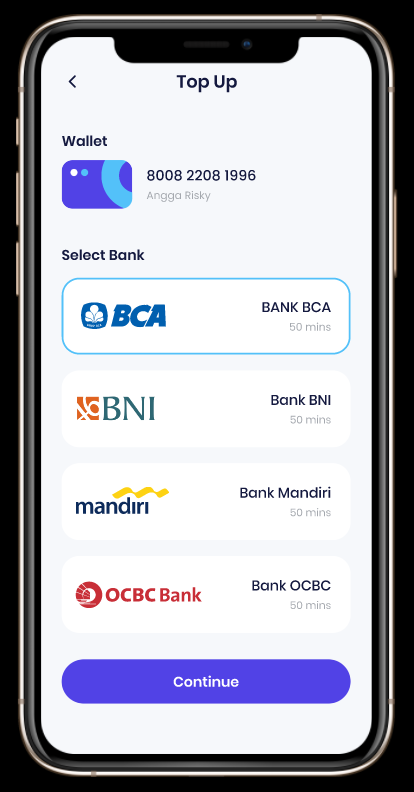 Top Up
Wallet
8008 2208 1996
Angga Risky
Select Bank
BCA
BANK BCA
50 mins
BNI
Bank BNI
50 mins
mandiri
Bank Mandiri
50 mins
OCBC Bank
Bank OCBC
50 mins
Continue